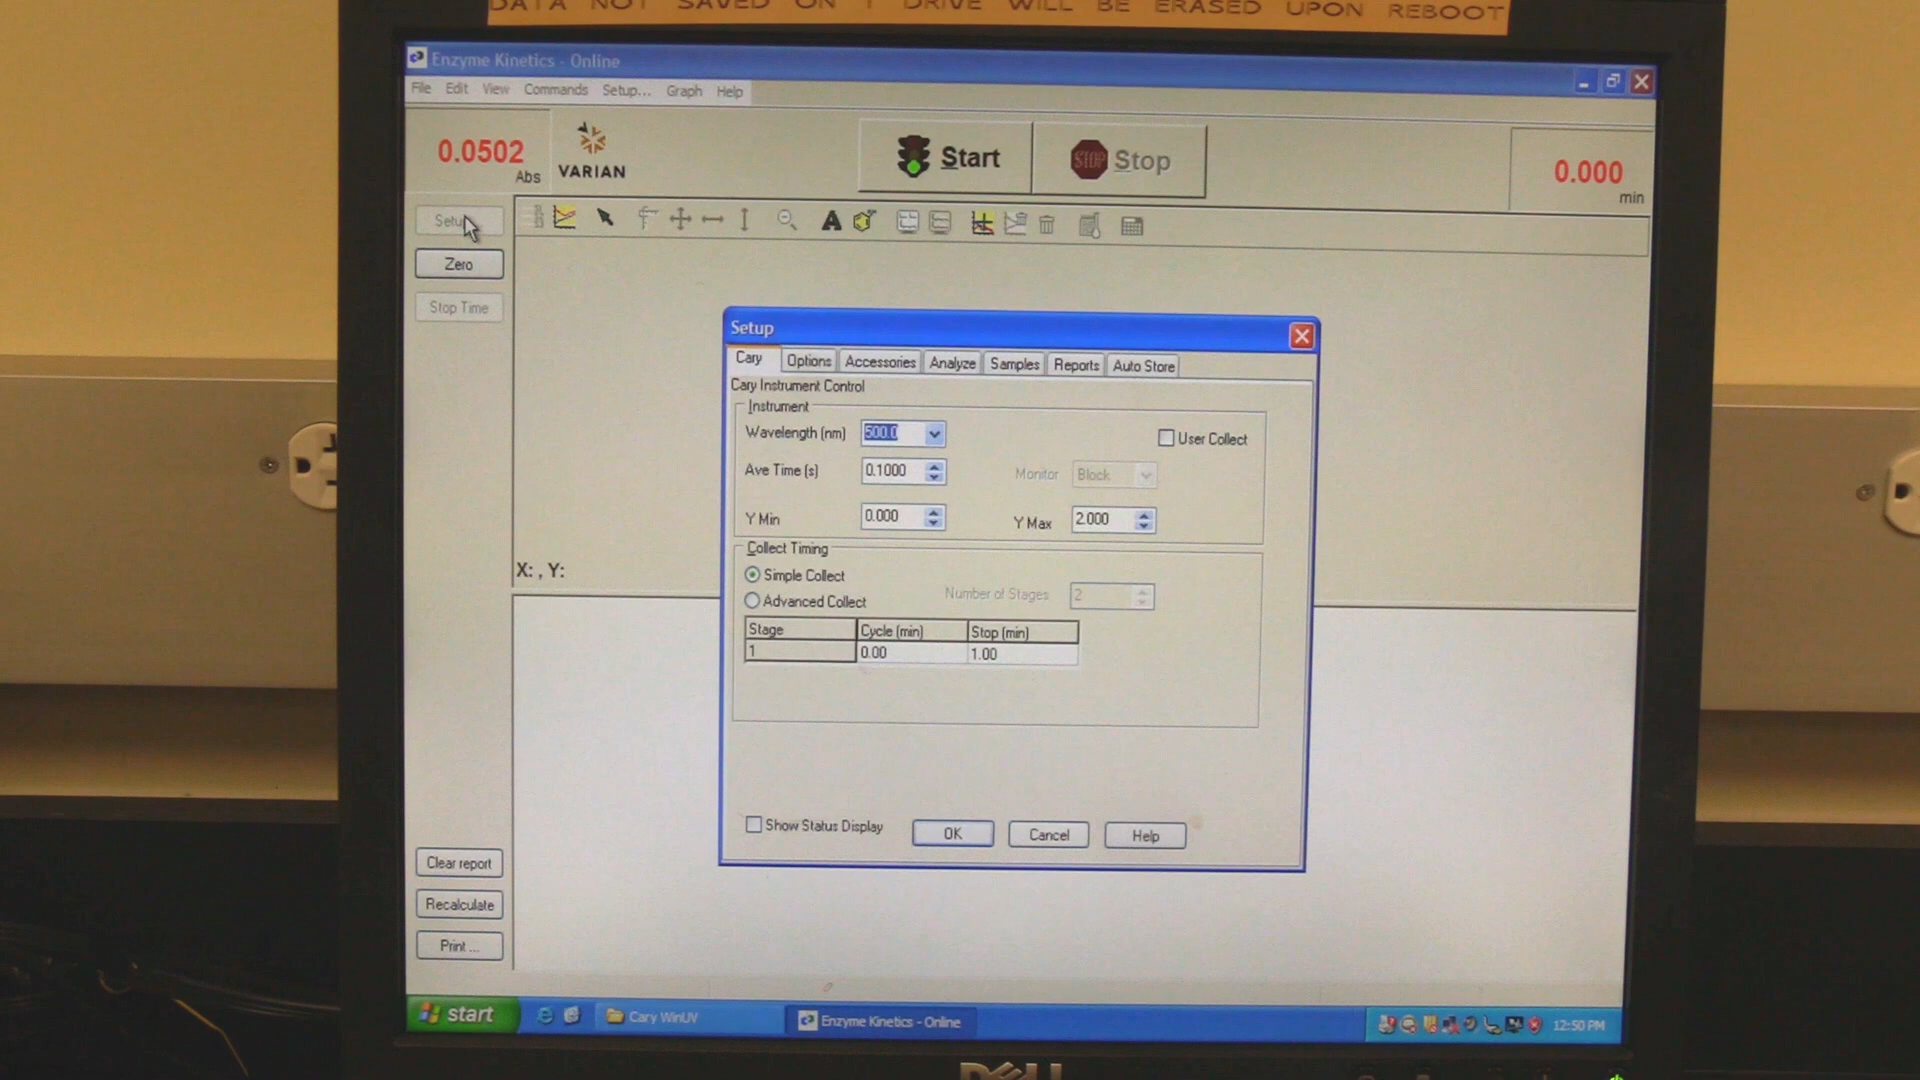 DATA NOT SAVED ON T DRIVE WILL BE ERASED UPON REBOOT
Enzyme Kinetics - Online
File Edit View Commands Setup... Graph Help
0.0502
Abs
VARIAN
Start
STOP Stop
0.000
min
Zero
Stop Time
X: , Y:
Setup
Cary Options Accessories Analyze Samples Reports Auto Store
Cary Instrument Control
Instrument
Wavelength (nm) 500.0
User Collect
Ave Time (s) 0.1000
Monitor Block
Y Min 0.000
Y Max 2.000
Collect Timing
Simple Collect
Advanced Collect
Number of Stages 2
Stage Cycle (min) Stop (min)
1 0.00 1.00
Show Status Display
OK Cancel Help
Clear report
Recalculate
Print ...
start Cary WinUV Enzyme Kinetics - Online 12:50 PM
DELL